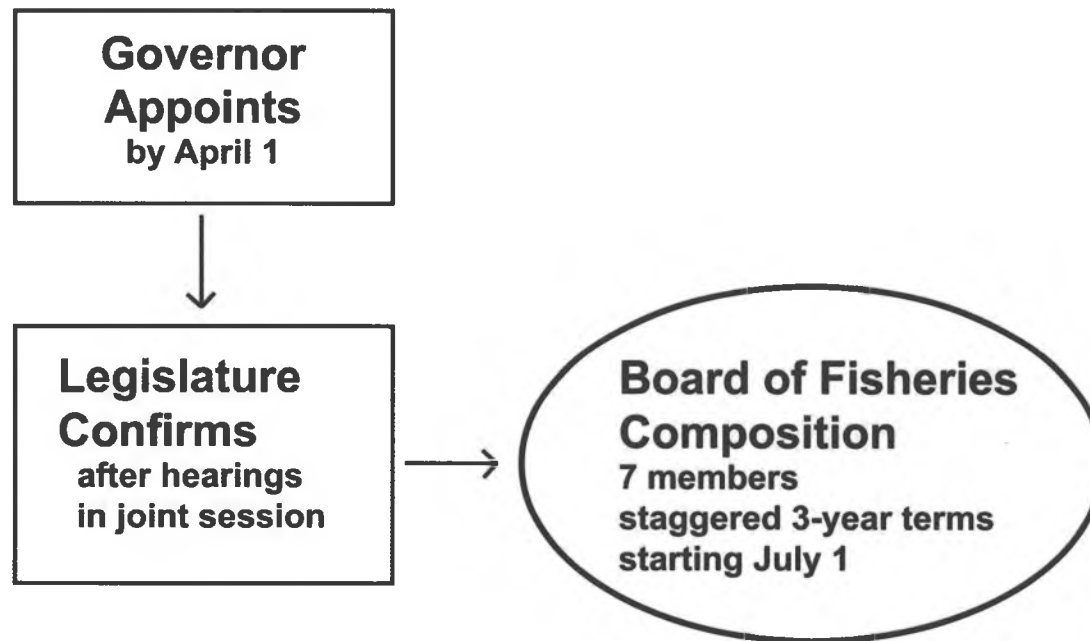 Governor
Appoints
by April 1
Legislature
Confirms
after hearings
in joint session
Board of Fisheries
Composition
7 members
staggered 3-year terms
starting July 1